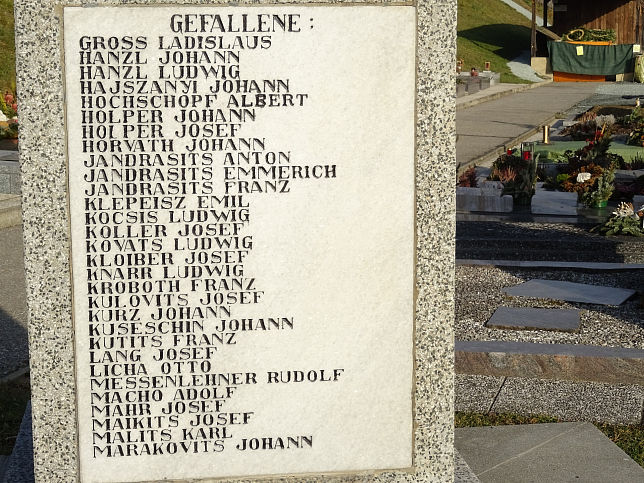 GEFALLENE :
GROSS LADISLAUS
HANZL JOHANN
HANZL LUDWIG
HAJSZANYI JOHANN
HOCHSCHOPF ALBERT
HOLPER JOHANN
HOLPER JOSEF
HORVATH JOHANN
JANDRASITS ANTON
JANDRASITS EMMERICH
JANDRASITS FRANZ
KLEPEISZ EMIL
KOCSIS LUDWIG
KOLLER JOSEF
KOVATS LUDWIG
KLOIBER JOSEF
KNARR LUDWIG
KROBOTH FRANZ
KULOVITS JOSEF
KURZ JOHANN
KUSESCHIN JOHANN
KUTITS FRANZ
LANG JOSEF
LICHA OTTO
MESSENLEHNER RUDOLF
MACHO ADOLF
MAHR JOSEF
MAIKITS JOSEF
MALITS KARL
MARAKOVITS JOHANN